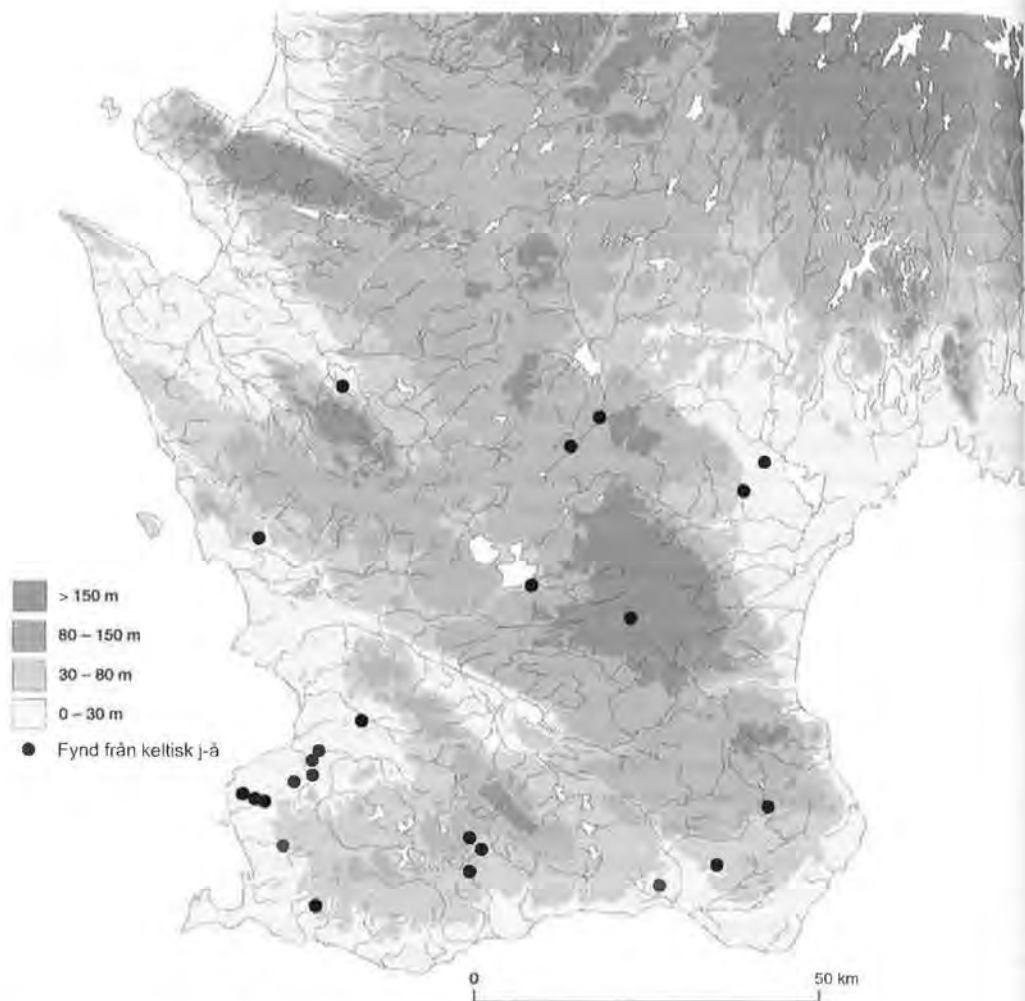 > 150 m
80 – 150 m
30 – 80 m
0 – 30 m
Fynd från keltisk j-å
0 50 km